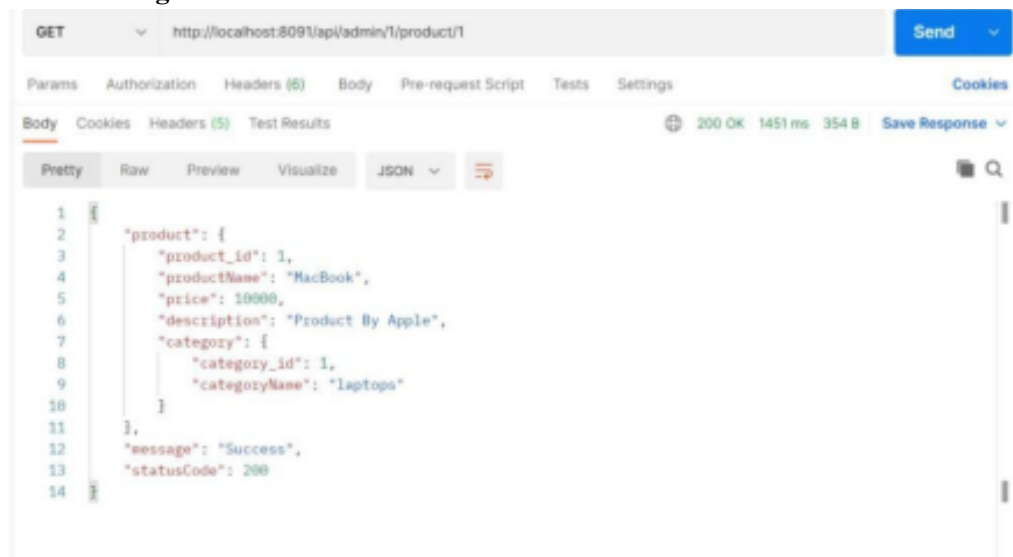 GET http://localhost:8091/api/admin/1/product/1 Send
Params Authorization Headers (6) Body Pre-request Script Tests Settings Cookies
Body Cookies Headers (5) Test Results 200 OK 1451 ms 354 B Save Response
Pretty Raw Preview Visualize JSON
1 {
2 "product": {
3 "product_id": 1,
4 "productName": "MacBook",
5 "price": 10000,
6 "description": "Product By Apple",
7 "category": {
8 "category_id": 1,
9 "categoryName": "laptops"
10 }
11 },
12 "message": "Success",
13 "statusCode": 200
14 }